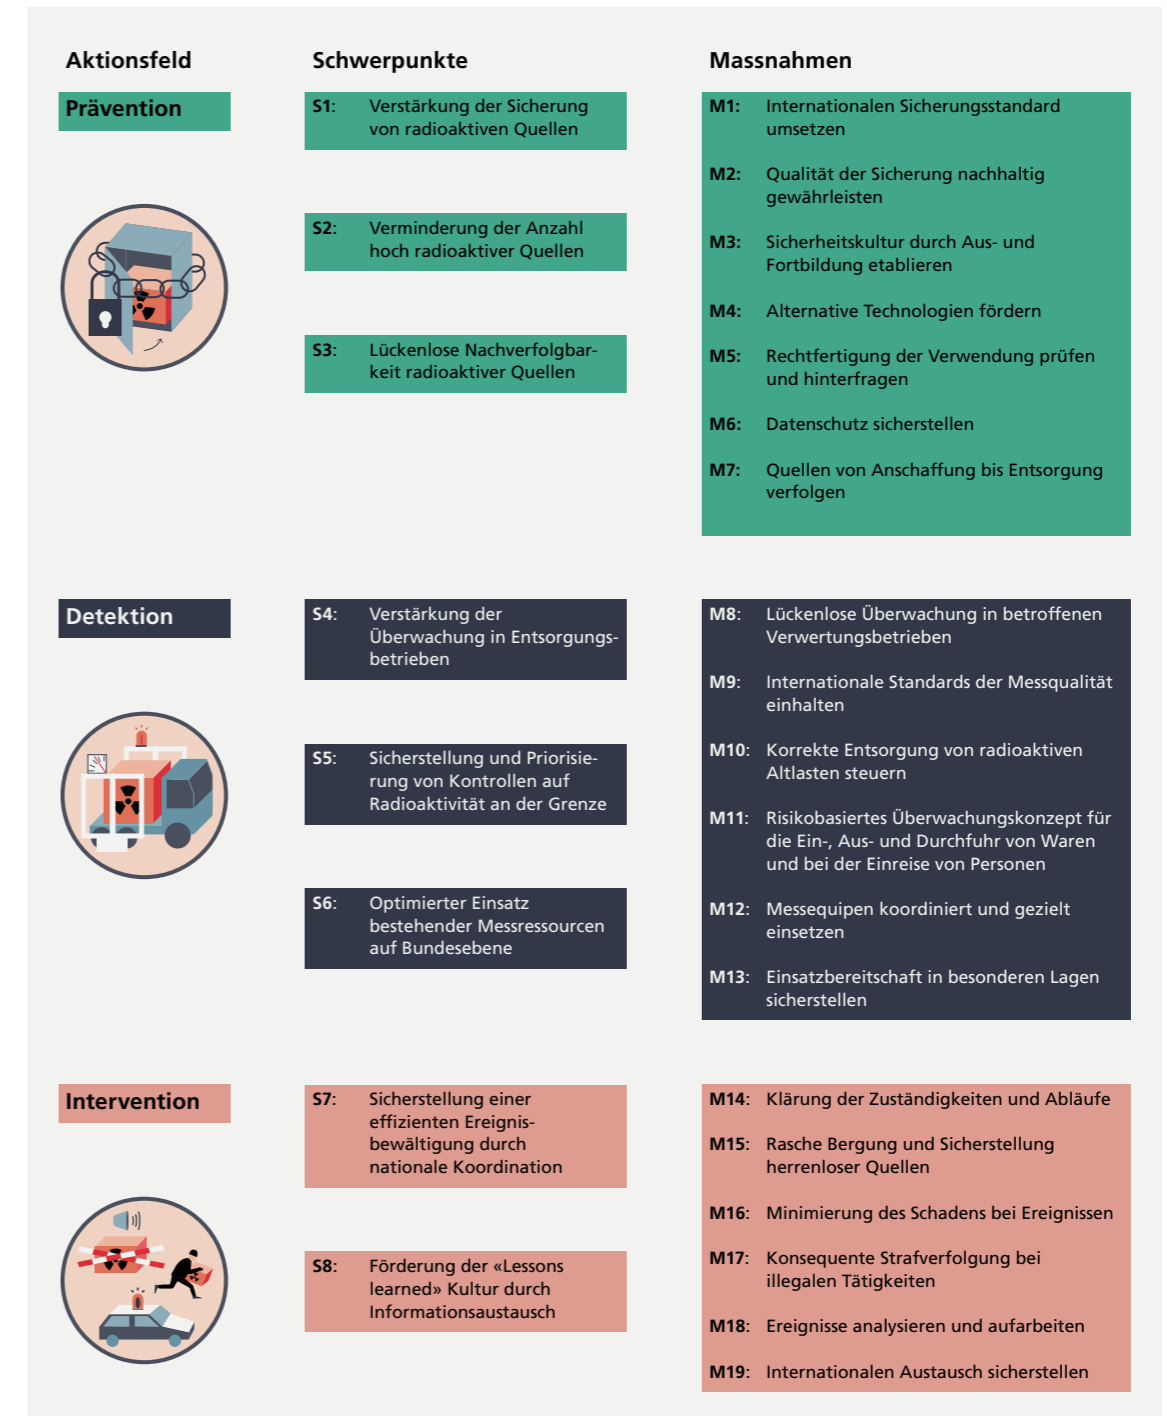 Aktionsfeld
Schwerpunkte
Massnahmen
Prävention
S1: Verstärkung der Sicherung
von radioaktiven Quellen
S2: Verminderung der Anzahl
hoch radioaktiver Quellen
S3: Lückenlose Nachverfolgbar-
keit radioaktiver Quellen
M1: Internationalen Sicherungsstandard
umsetzen
M2: Qualität der Sicherung nachhaltig
gewährleisten
M3: Sicherheitskultur durch Aus- und
Fortbildung etablieren
M4: Alternative Technologien fördern
M5: Rechtfertigung der Verwendung prüfen
und hinterfragen
M6: Datenschutz sicherstellen
M7: Quellen von Anschaffung bis Entsorgung
verfolgen
Detektion
S4: Verstärkung der
Überwachung in Entsorgungs-
betrieben
S5: Sicherstellung und Priorisie-
rung von Kontrollen auf
Radioaktivität an der Grenze
S6: Optimierter Einsatz
bestehender Messressourcen
auf Bundesebene
M8: Lückenlose Überwachung in betroffenen
Verwertungsbetrieben
M9: Internationale Standards der Messqualität
einhalten
M10: Korrekte Entsorgung von radioaktiven
Altlasten steuern
M11: Risikobasiertes Überwachungskonzept für
die Ein-, Aus- und Durchfuhr von Waren
und bei der Einreise von Personen
M12: Messequipen koordiniert und gezielt
einsetzen
M13: Einsatzbereitschaft in besonderen Lagen
sicherstellen
Intervention
S7: Sicherstellung einer
effizienten Ereignis-
bewältigung durch
nationale Koordination
S8: Förderung der «Lessons
learned» Kultur durch
Informationsaustausch
M14: Klärung der Zuständigkeiten und Abläufe
M15: Rasche Bergung und Sicherstellung
herrenloser Quellen
M16: Minimierung des Schadens bei Ereignissen
M17: Konsequente Strafverfolgung bei
illegalen Tätigkeiten
M18: Ereignisse analysieren und aufarbeiten
M19: Internationalen Austausch sicherstellen